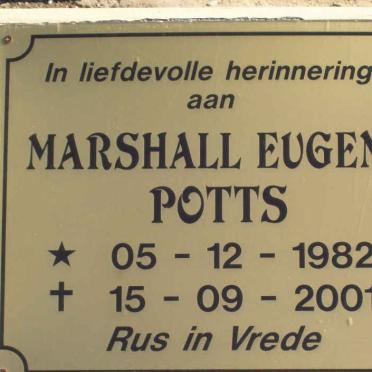 In liefdevolle herinnering
aan
MARSHALL EUGEN
POTTS
★ 05 - 12 - 1982
✝ 15 - 09 - 2001
Rus in Vrede